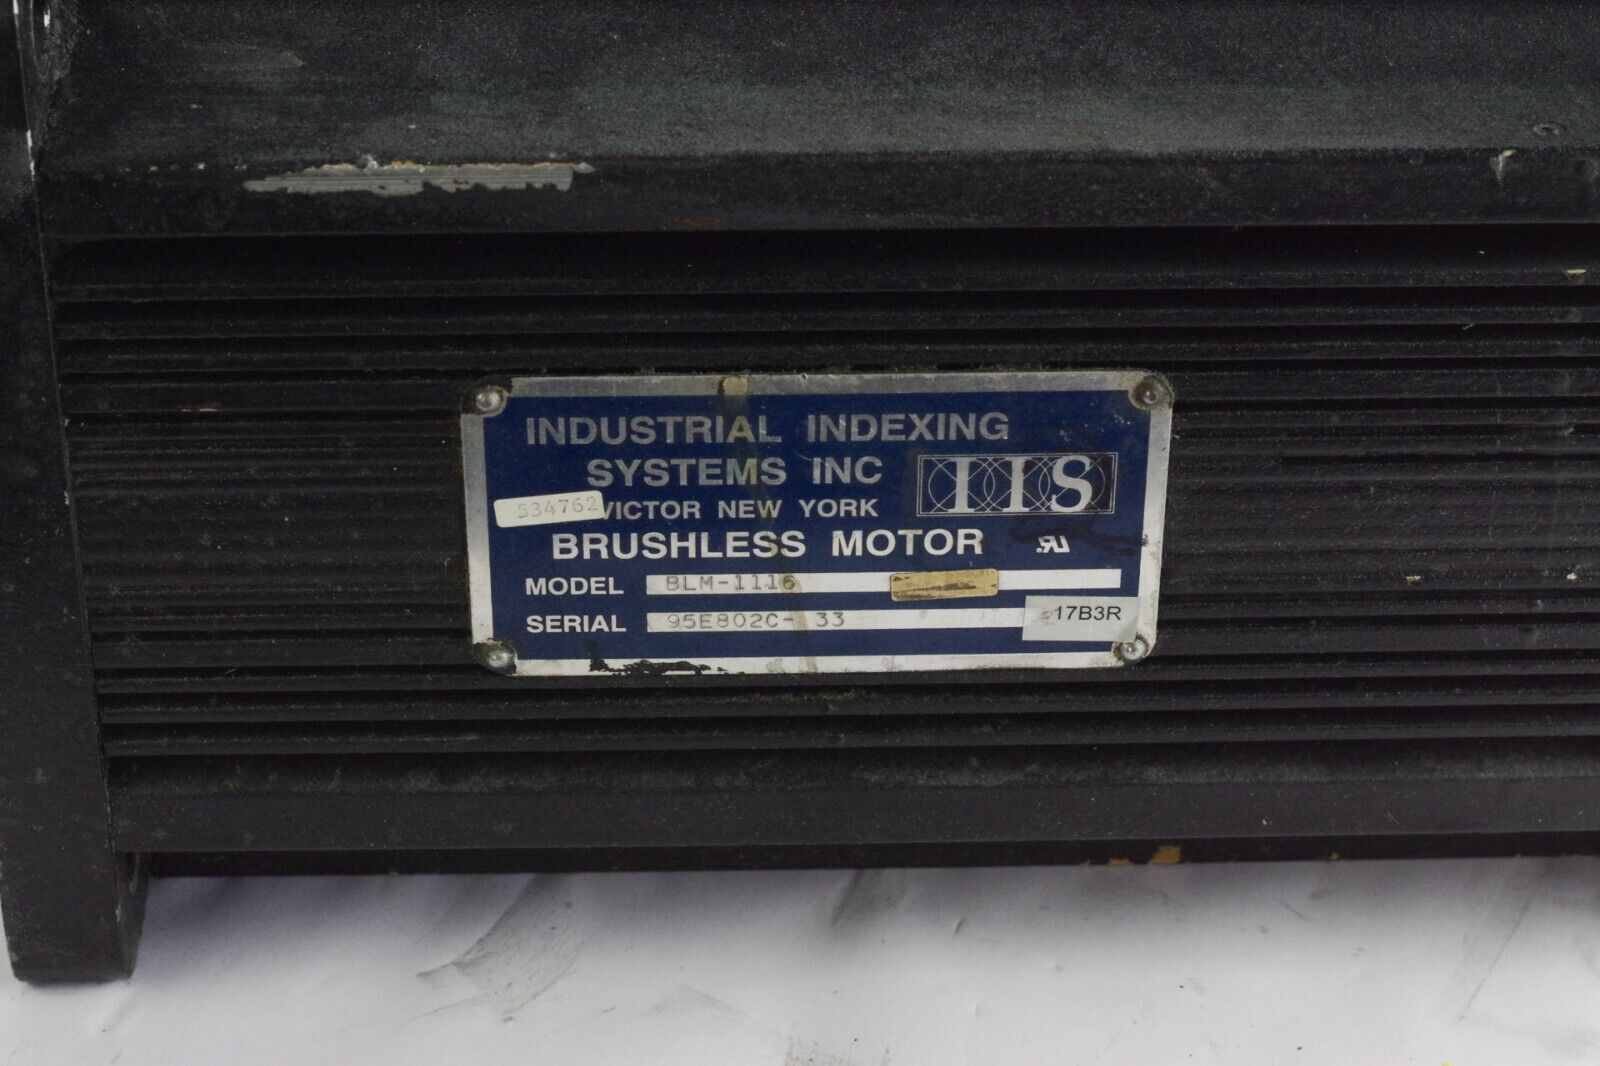 INDUSTRIAL INDEXING
SYSTEMS INC
IIS
534762
VICTOR NEW YORK
BRUSHLESS MOTOR
MODEL BLM-1116
SERIAL 95E802C- 33
17B3R